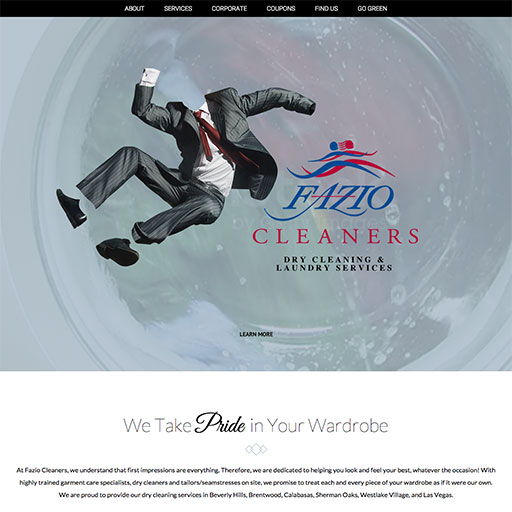 ABOUT SERVICES CORPORATE COUPONS FIND US GO GREEN
FAZIO
CLEANERS
DRY CLEANING &
LAUNDRY SERVICES
LEARN MORE
We Take Pride in Your Wardrobe
At Fazio Cleaners, we understand that first impressions are everything. Therefore, we are dedicated to helping you look and feel your best, whatever the occasion! With
highly trained garment care specialists, dry cleaners and tailors/seamstresses on site, we promise to treat each and every piece of your wardrobe as if it were our own.
We are proud to provide our dry cleaning services in Beverly Hills, Brentwood, Calabasas, Sherman Oaks, Westlake Village, and Las Vegas.